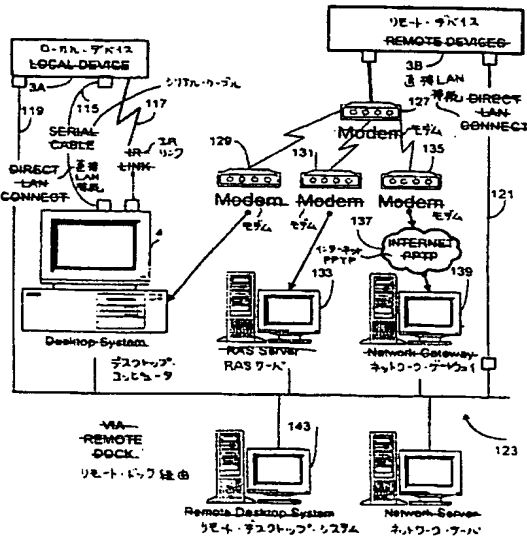 ローカル・デバイス
LOCAL DEVICE
3A
119
115
シリアル・ケーブル
117
SERIAL
CABLE
IR
LINK
IR
リンク
DIRECT
LAN
CONNECT
直接
LAN
接続
4
Desktop System
デスクトップ・
コンピュータ
リモート・デバイス
REMOTE DEVICES
3B
直接LAN
接続
DIRECT
LAN
CONNECT
127
Modem モデム
129
131
135
Modem
モデム
Modem
モデム
Modem
モデム
121
137
INTERNET
PPTP
インターネット
PPTP
133
139
RAS Server
RASサーバ
Network Gateway
ネットワーク・ゲートウェイ
VIA
REMOTE
DOCK
リモート・ドック経由
143
123
Remote Desktop System
リモート・デスクトップ・システム
Network Server
ネットワーク・サーバ